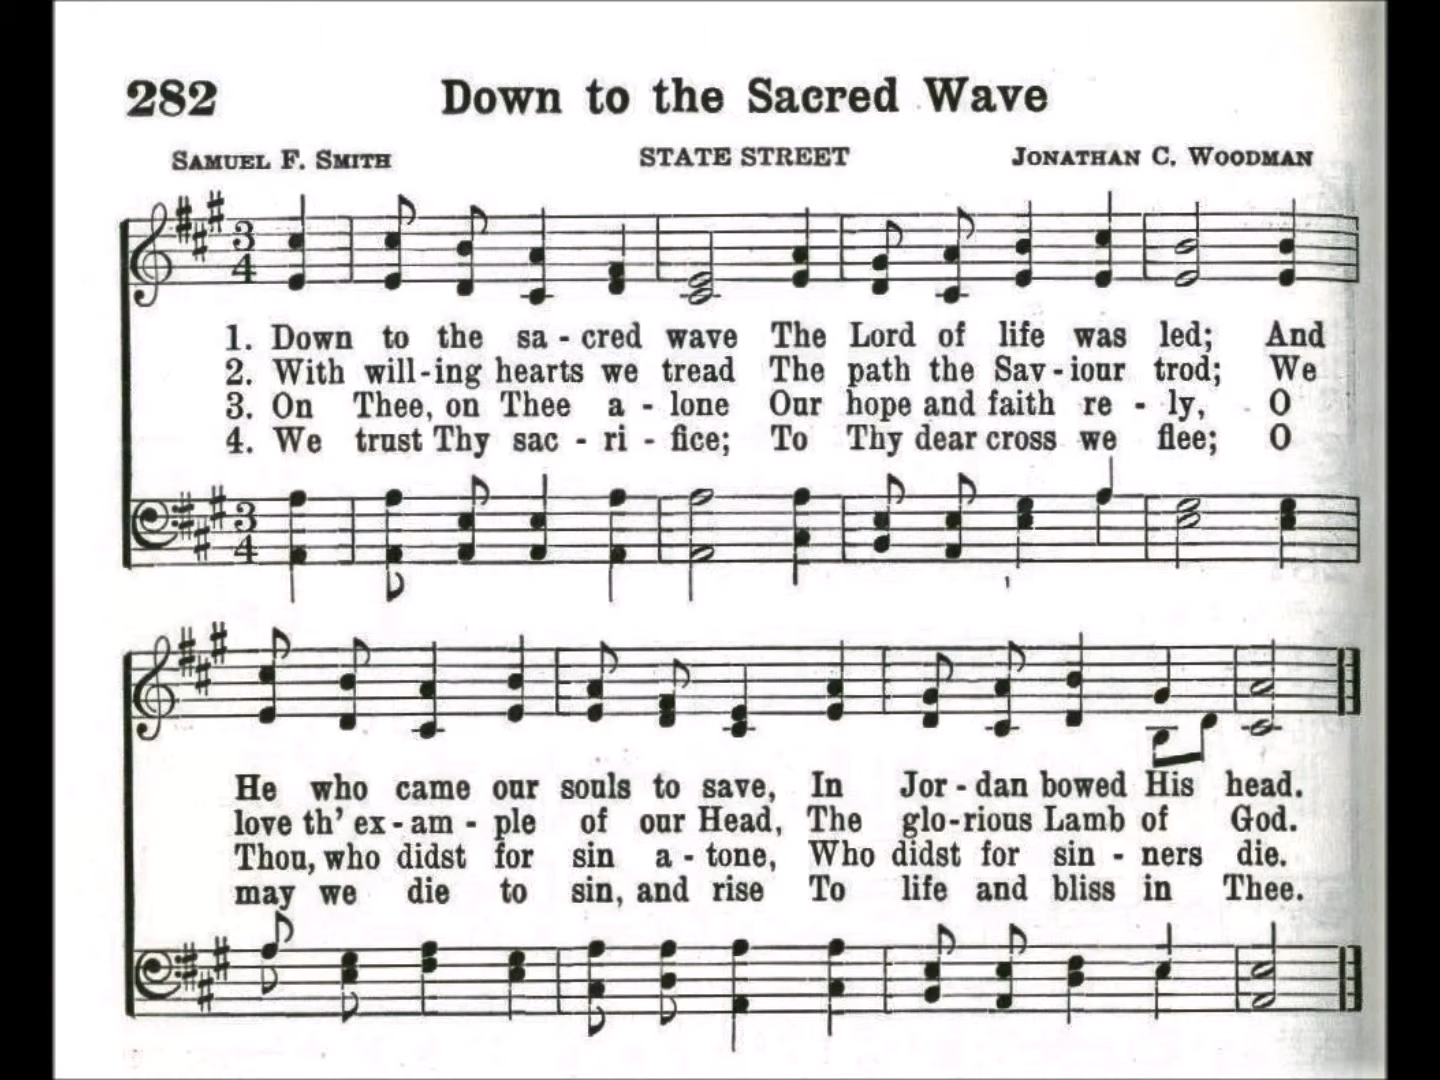 282 Down to the Sacred Wave
SAMUEL F. SMITH STATE STREET JONATHAN C. WOODMAN
3
4
1. Down to the sa - cred wave The Lord of life was led; And
2. With will - ing hearts we tread The path the Sav - iour trod; We
3. On Thee, on Thee a - lone Our hope and faith re - ly, O
4. We trust Thy sac - ri - fice; To Thy dear cross we flee; O
3
4
He who came our souls to save, In Jor - dan bowed His head.
love th' ex - am - ple of our Head, The glo - rious Lamb of God.
Thou, who didst for sin a - tone, Who didst for sin - ners die.
may we die to sin, and rise To life and bliss in Thee.